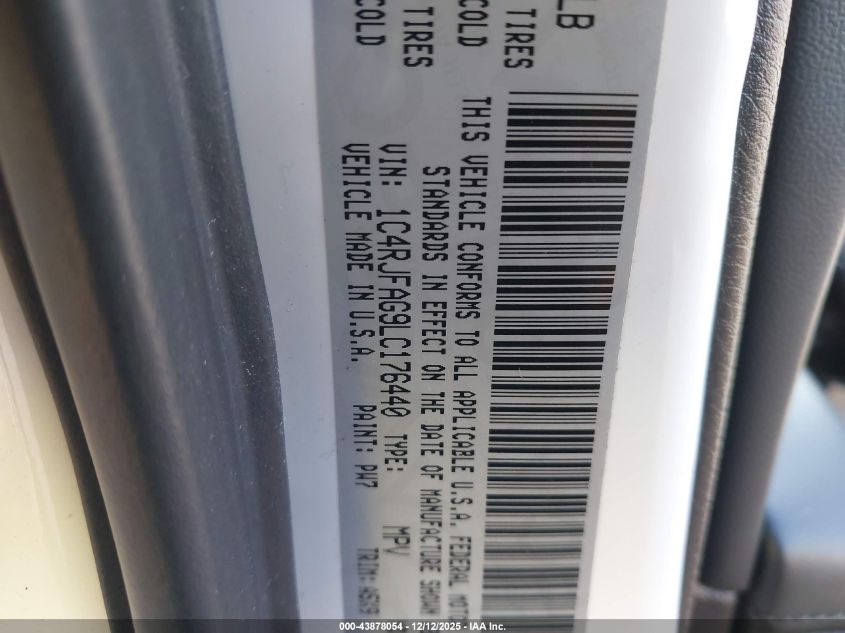 LB
TIRES COLD
TIRES COLD
THIS VEHICLE CONFORMS TO ALL APPLICABLE U.S.A. FEDERAL
STANDARDS IN EFFECT ON THE DATE OF MANUFACTURE
VIN: 1C4RJFAG9LC176440 TYPE: MPV
VEHICLE MADE IN U.S.A. PAINT: PW7 TRIM:
000-43878054 - 12/12/2025 - IAA Inc.